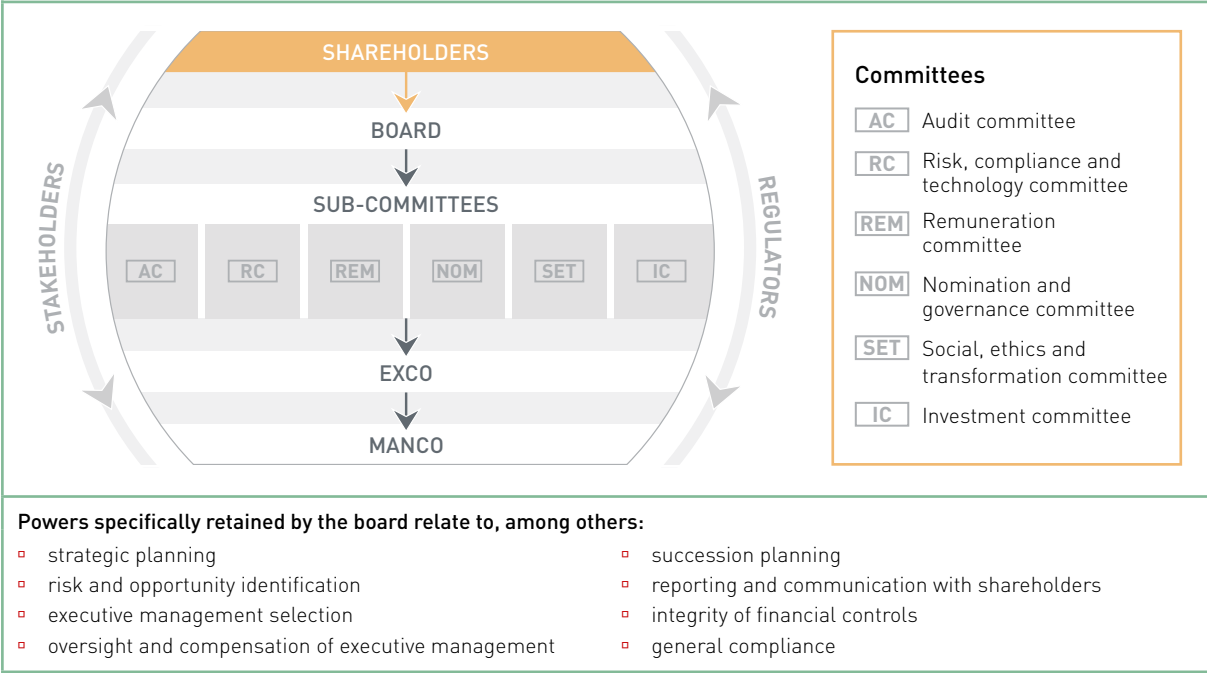 SHAREHOLDERS
BOARD
SUB-COMMITTEES
AC
RC
REM
NOM
SET
IC
EXCO
MANCO
STAKEHOLDERS
REGULATORS
Committees
AC Audit committee
RC Risk, compliance and
technology committee
REM Remuneration
committee
NOM Nomination and
governance committee
SET Social, ethics and
transformation committee
IC Investment committee
Powers specifically retained by the board relate to, among others:
strategic planning
risk and opportunity identification
executive management selection
oversight and compensation of executive management
succession planning
reporting and communication with shareholders
integrity of financial controls
general compliance